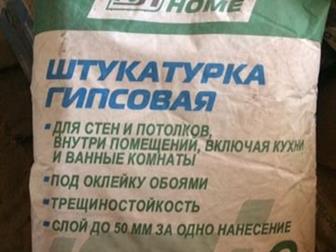 HOME
ШТУКАТУРКА
ГИПСОВАЯ
▪ДЛЯ СТЕН И ПОТОЛКОВ,
ВНУТРИ ПОМЕЩЕНИЙ, ВКЛЮЧАЯ КУХНИ
И ВАННЫЕ КОМНАТЫ
▪ПОД ОКЛЕЙКУ ОБОЯМИ
▪ТРЕЩИНОСТОЙКОСТЬ
▪СЛОЙ ДО 50 ММ ЗА ОДНО НАНЕСЕНИЕ